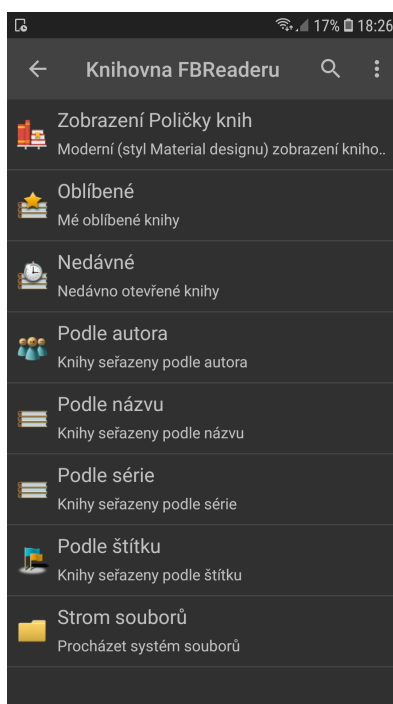 17% 18:26
Knihovna FBReaderu
Zobrazení Poličky knih
Moderní (styl Material designu) zobrazení kniho..
Oblíbené
Mé oblíbené knihy
Nedávné
Nedávno otevřené knihy
Podle autora
Knihy seřazeny podle autora
Podle názvu
Knihy seřazeny podle názvu
Podle série
Knihy seřazeny podle série
Podle štítku
Knihy seřazeny podle štítku
Strom souborů
Procházet systém souborů